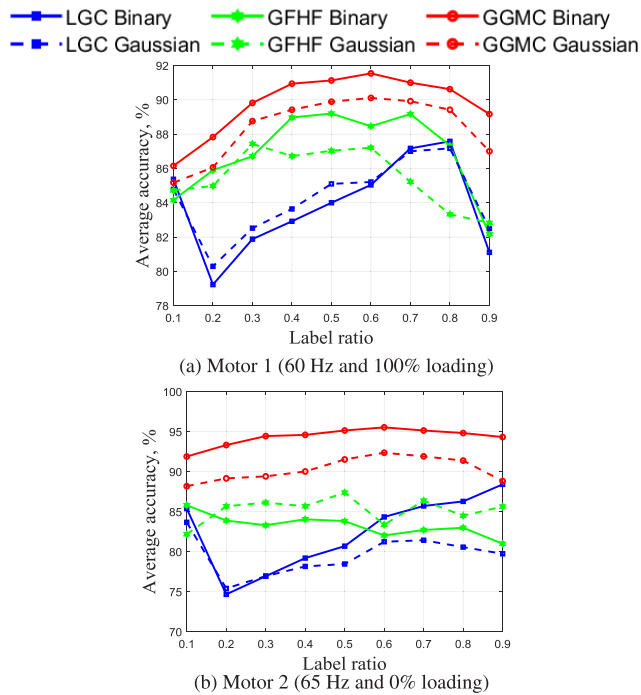 LGC Binary GFHF Binary GGMC Binary
LGC Gaussian GFHF Gaussian GGMC Gaussian
92
90
88
86
84
82
80
78
Average accuracy, %
0.1 0.2 0.3 0.4 0.5 0.6 0.7 0.8 0.9
Label ratio
(a) Motor 1 (60 Hz and 100% loading)
100
95
90
85
80
75
70
Average accuracy, %
0.1 0.2 0.3 0.4 0.5 0.6 0.7 0.8 0.9
Label ratio
(b) Motor 2 (65 Hz and 0% loading)